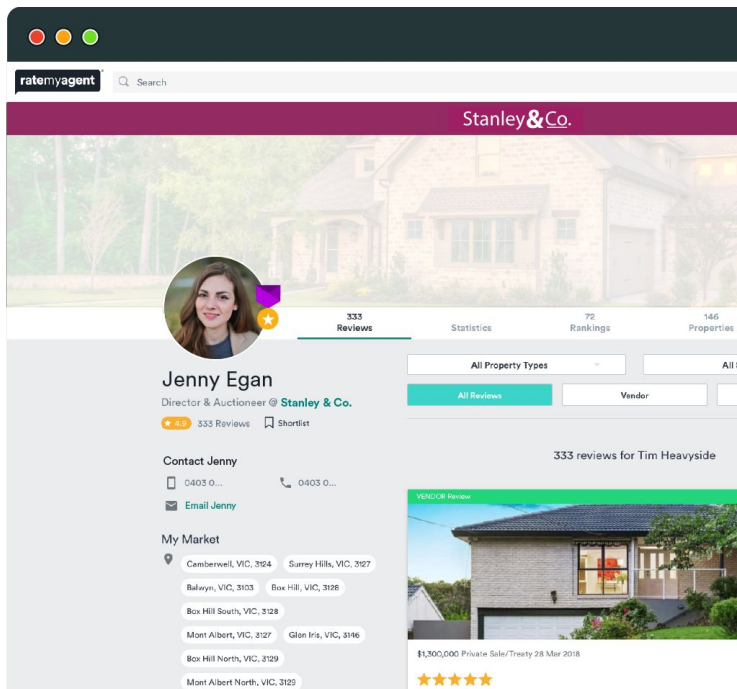 ratemyagent
Search
Stanley&Co.
333
Reviews
Statistics
72
Rankings
146
Properties
Jenny Egan
Director & Auctioneer @ Stanley & Co.
4.9 333 Reviews Shortlist
Contact Jenny
0403 0... 0403 0...
Email Jenny
My Market
Camberwell, VIC, 3124 Surrey Hills, VIC, 3127
Balwyn, VIC, 3103 Box Hill, VIC, 3128
Box Hill South, VIC, 3128
Mont Albert, VIC, 3127 Glen Iris, VIC, 3146
Box Hill North, VIC, 3129
Mont Albert North, VIC, 3129
All Property Types All
All Reviews Vendor
333 reviews for Tim Heavyside
VENDOR Review
$1,300,000 Private Sale/Treaty 28 Mar 2018